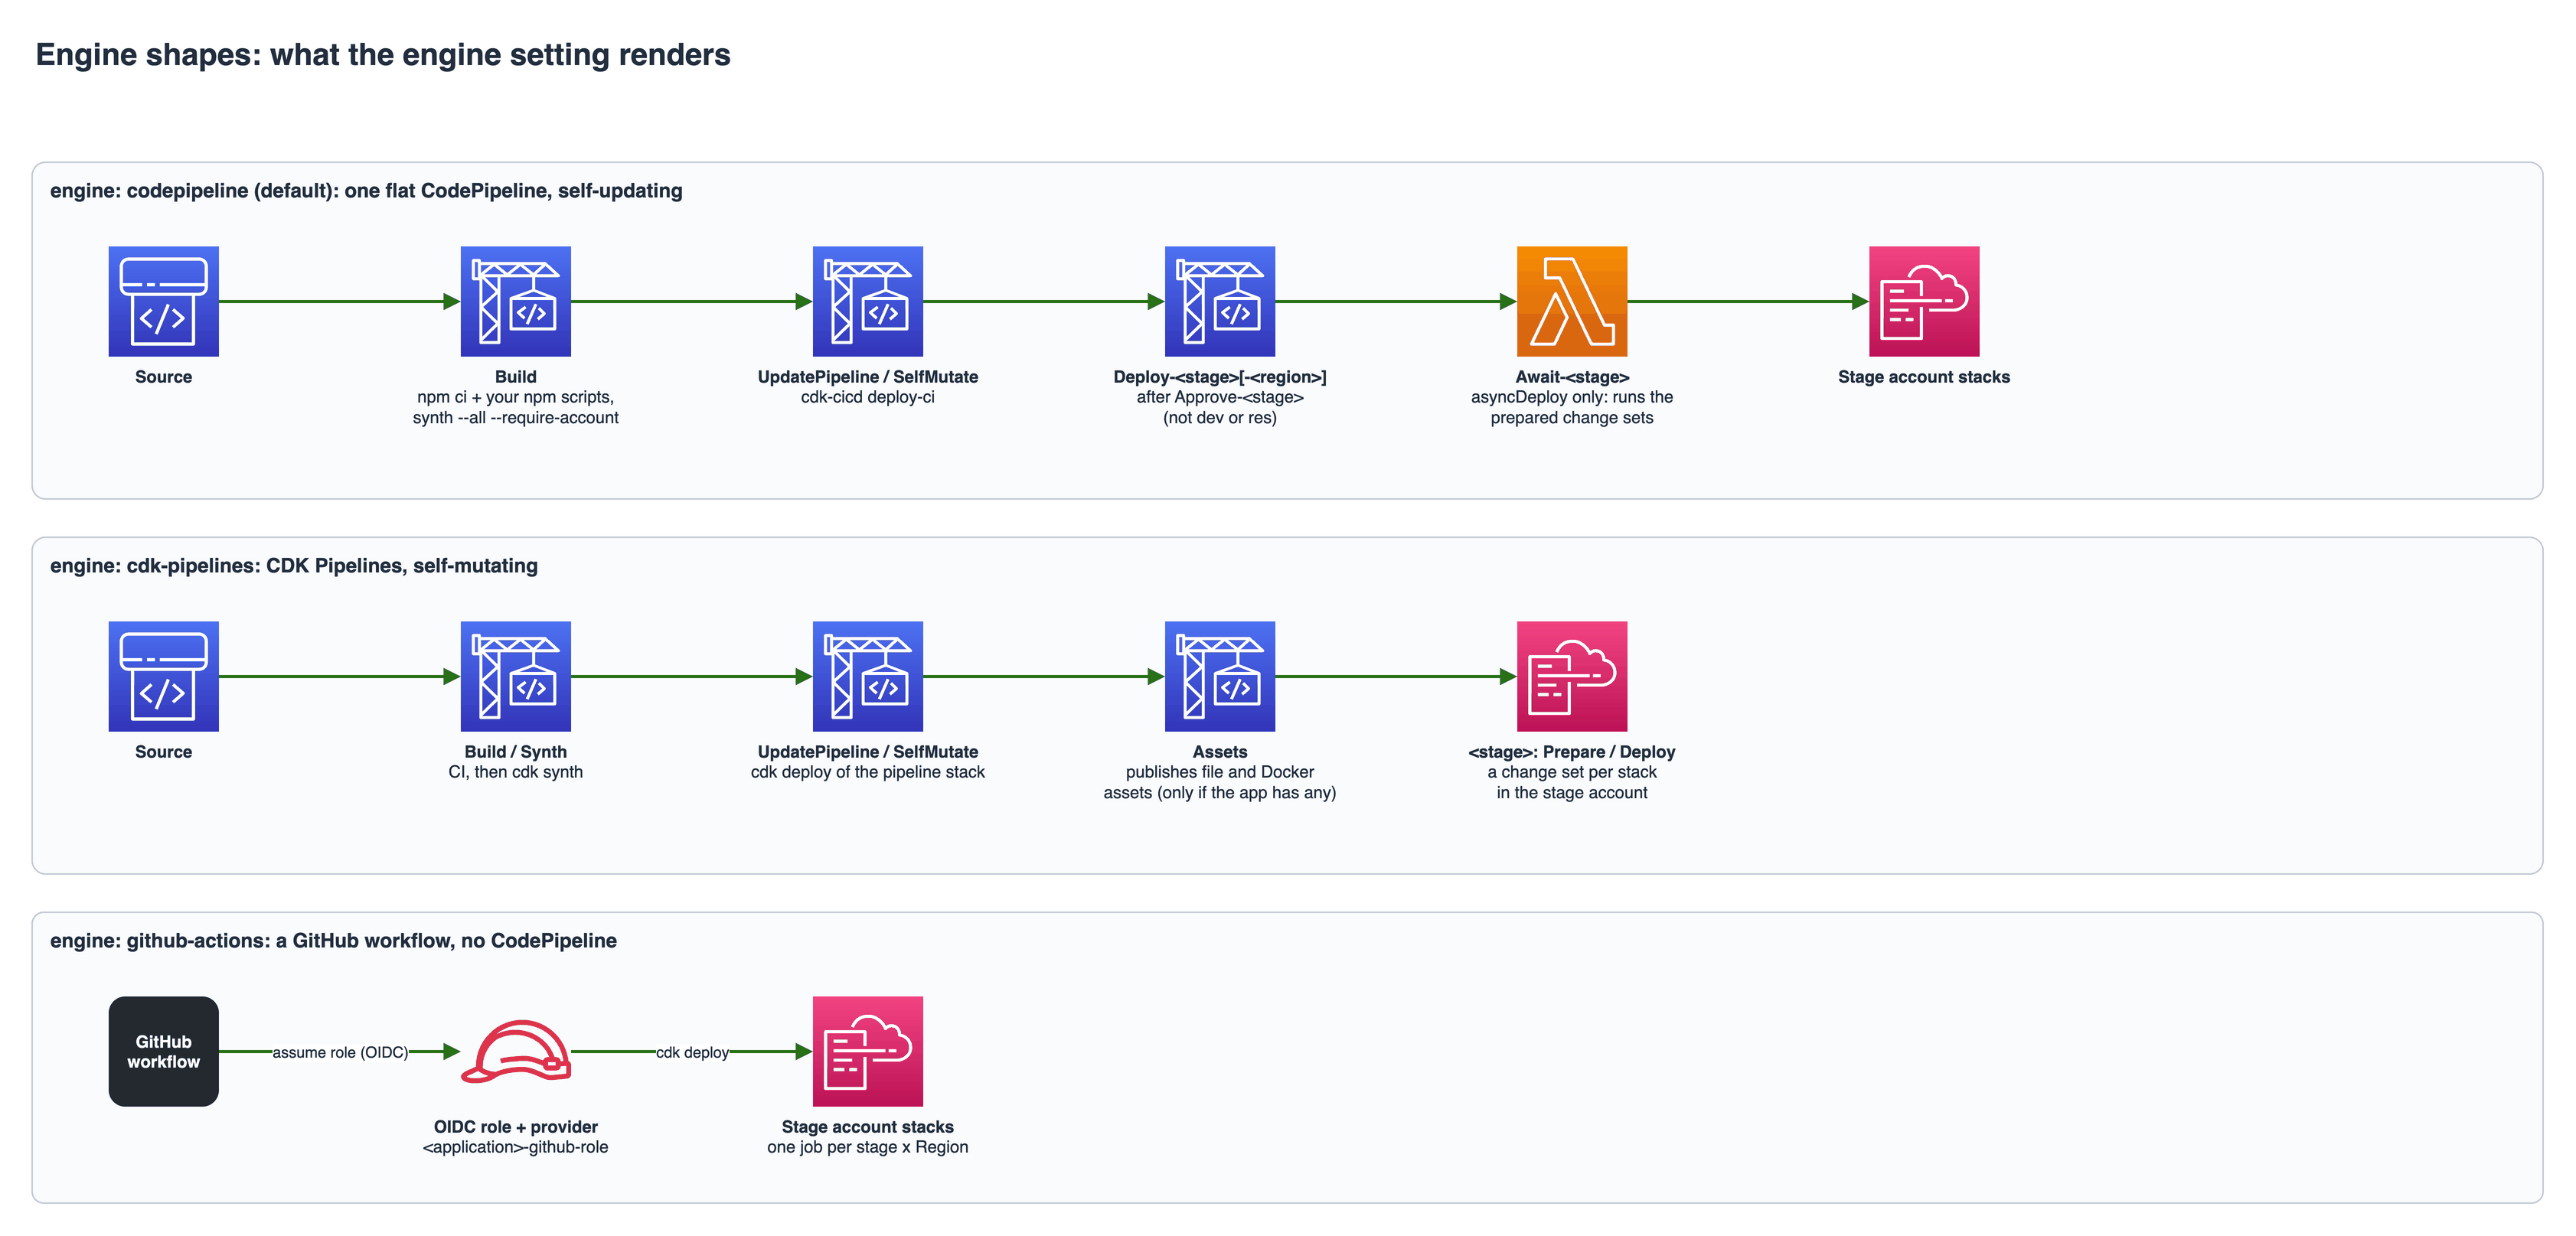 Engine shapes: what the engine setting renders
engine: codepipeline (default): one flat CodePipeline, self-updating
Source
Build
npm ci + your npm scripts,
synth --all --require-account
UpdatePipeline / SelfMutate
cdk-cicd deploy-ci
Deploy-<stage>[-<region>]
after Approve-<stage>
(not dev or res)
Await-<stage>
asyncDeploy only: runs the
prepared change sets
Stage account stacks
engine: cdk-pipelines: CDK Pipelines, self-mutating
Source
Build / Synth
CI, then cdk synth
UpdatePipeline / SelfMutate
cdk deploy of the pipeline stack
Assets
publishes file and Docker
assets (only if the app has any)
<stage>: Prepare / Deploy
a change set per stack
in the stage account
engine: github-actions: a GitHub workflow, no CodePipeline
GitHub
workflow
assume role (OIDC)
cdk deploy
OIDC role + provider
<application>-github-role
Stage account stacks
one job per stage x Region